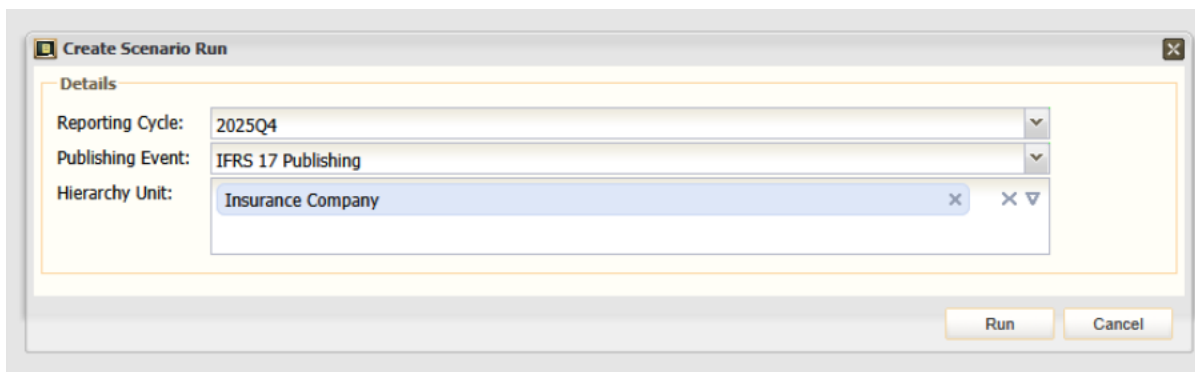 Create Scenario Run
Details
Reporting Cycle: 2025Q4
Publishing Event: IFRS 17 Publishing
Hierarchy Unit: Insurance Company
Run Cancel